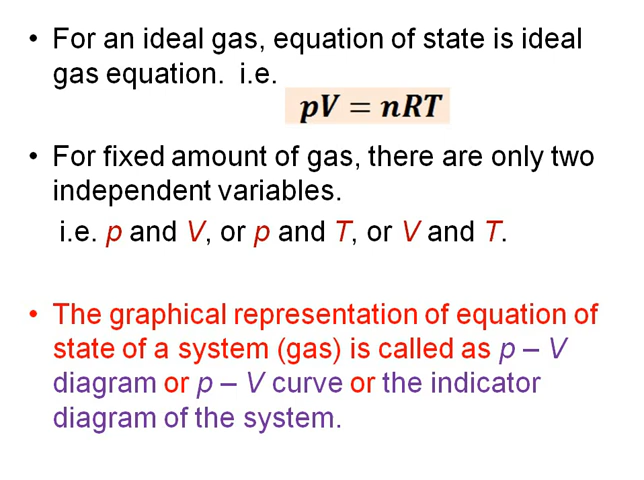 • For an ideal gas, equation of state is ideal
gas equation. i.e.
pV = nRT
• For fixed amount of gas, there are only two
independent variables.
i.e. p and V, or p and T, or V and T.
• The graphical representation of equation of
state of a system (gas) is called as p – V
diagram or p – V curve or the indicator
diagram of the system.